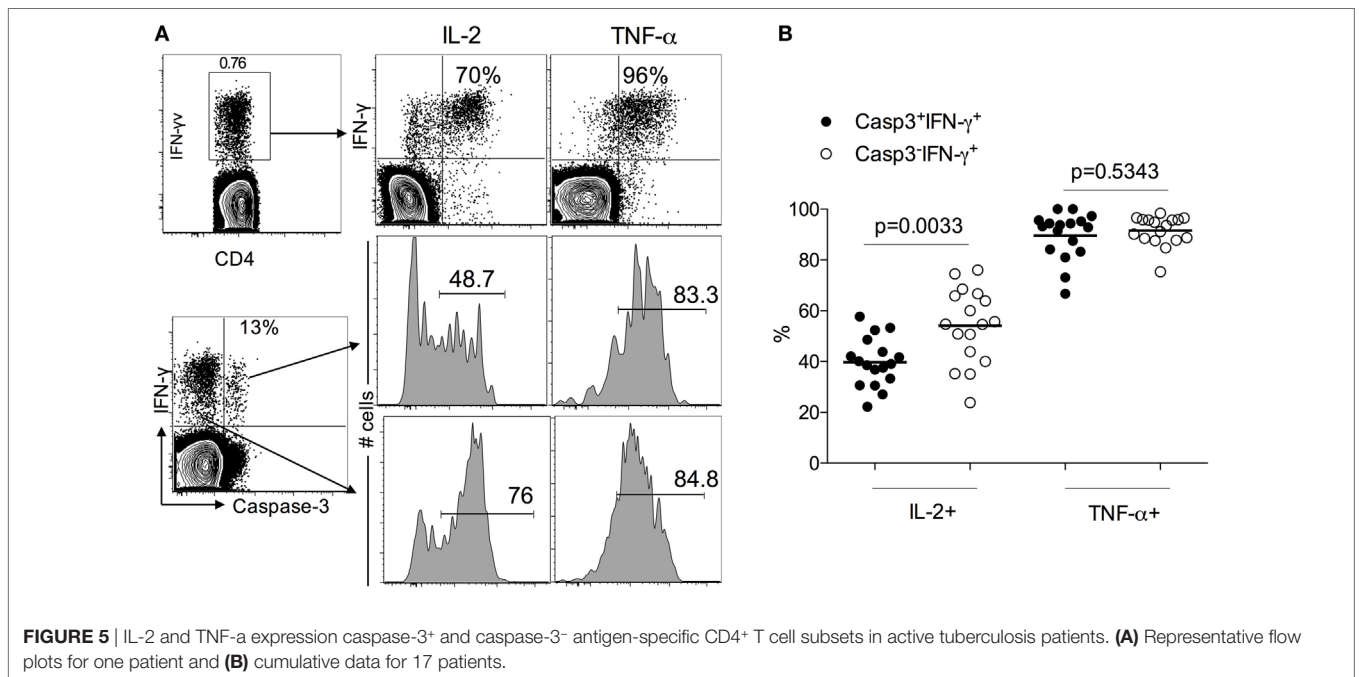 A
IL-2
TNF-α
0.76
IFN-γv
CD4
IFN-γ
70%
96%
13%
IFN-γ
Caspase-3
# cells
48.7
83.3
76
84.8
B
Casp3⁺IFN-γ⁺
Casp3⁻IFN-γ⁺
p=0.0033
p=0.5343
%
100
80
60
40
20
0
IL-2+
TNF-α+
FIGURE 5 | IL-2 and TNF-a expression caspase-3⁺ and caspase-3⁻ antigen-specific CD4⁺ T cell subsets in active tuberculosis patients. (A) Representative flow
plots for one patient and (B) cumulative data for 17 patients.